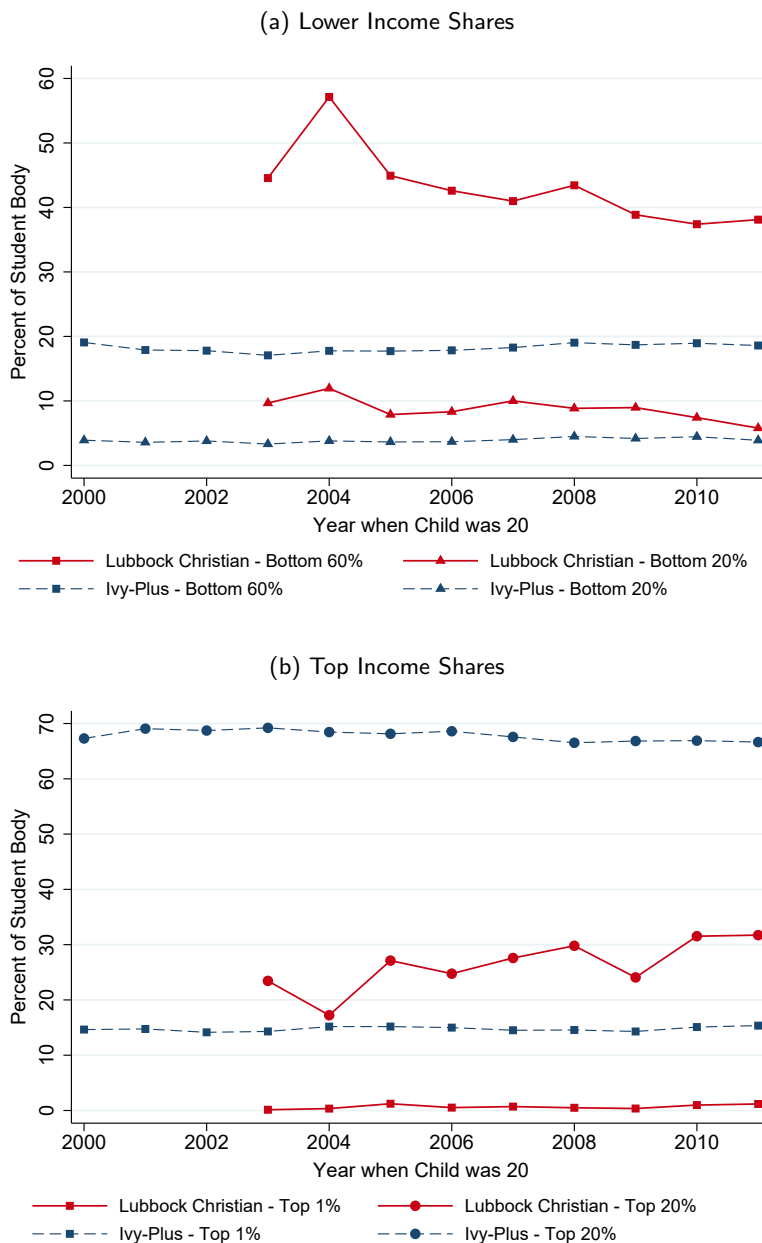 (a) Lower Income Shares
Percent of Student Body
60
50
40
30
20
10
0
2000 2002 2004 2006 2008 2010
Year when Child was 20
Lubbock Christian - Bottom 60% Lubbock Christian - Bottom 20%
Ivy-Plus - Bottom 60% Ivy-Plus - Bottom 20%
(b) Top Income Shares
Percent of Student Body
70
60
50
40
30
20
10
0
2000 2002 2004 2006 2008 2010
Year when Child was 20
Lubbock Christian - Top 1% Lubbock Christian - Top 20%
Ivy-Plus - Top 1% Ivy-Plus - Top 20%